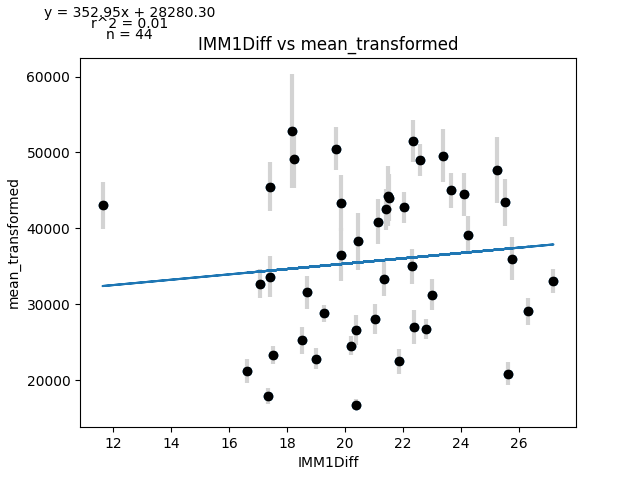 y = 352.95x + 28280.30
r^2 = 0.01
n = 44
IMM1Diff vs mean_transformed
60000
50000
40000
30000
20000
mean_transformed
12 14 16 18 20 22 24 26
IMM1Diff